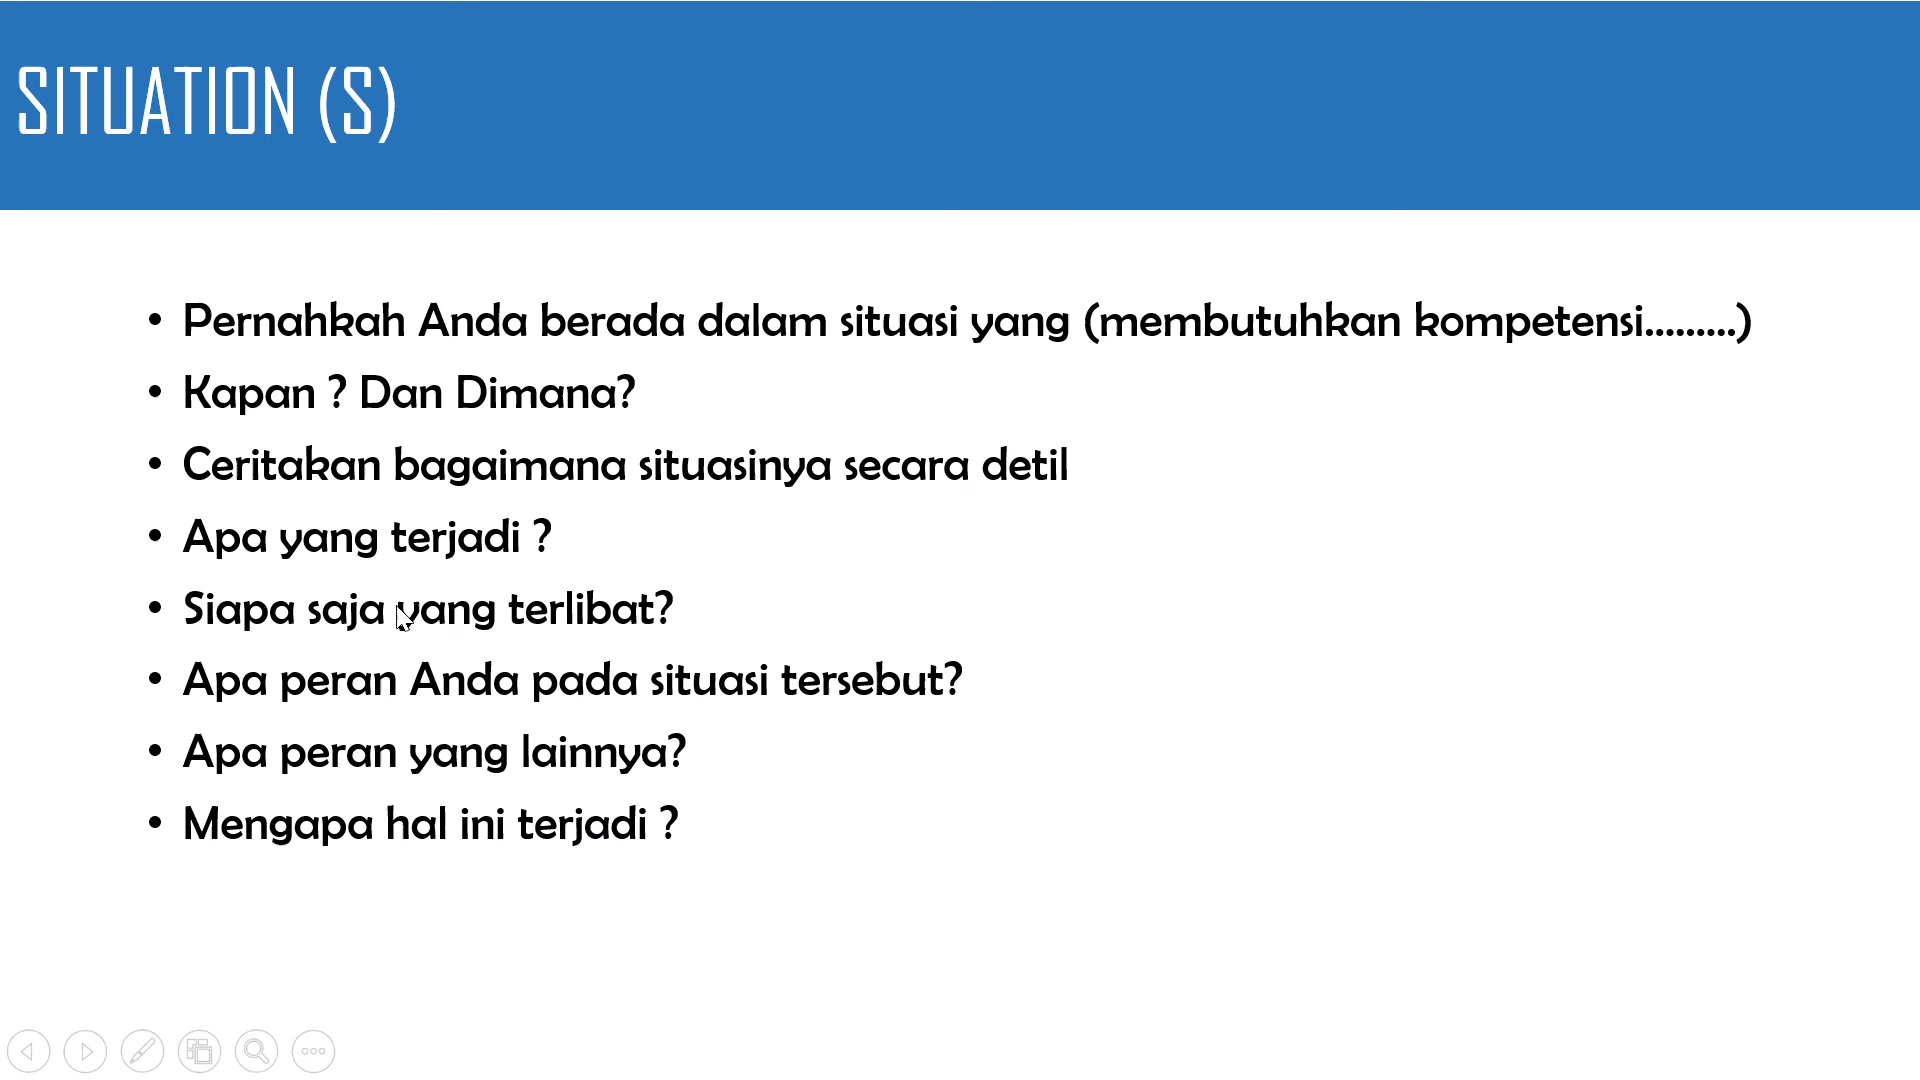 SITUATION (S)
• Pernahkah Anda berada dalam situasi yang (membutuhkan kompetensi.........)
• Kapan ? Dan Dimana?
• Ceritakan bagaimana situasinya secara detil
• Apa yang terjadi ?
• Siapa saja yang terlibat?
• Apa peran Anda pada situasi tersebut?
• Apa peran yang lainnya?
• Mengapa hal ini terjadi ?